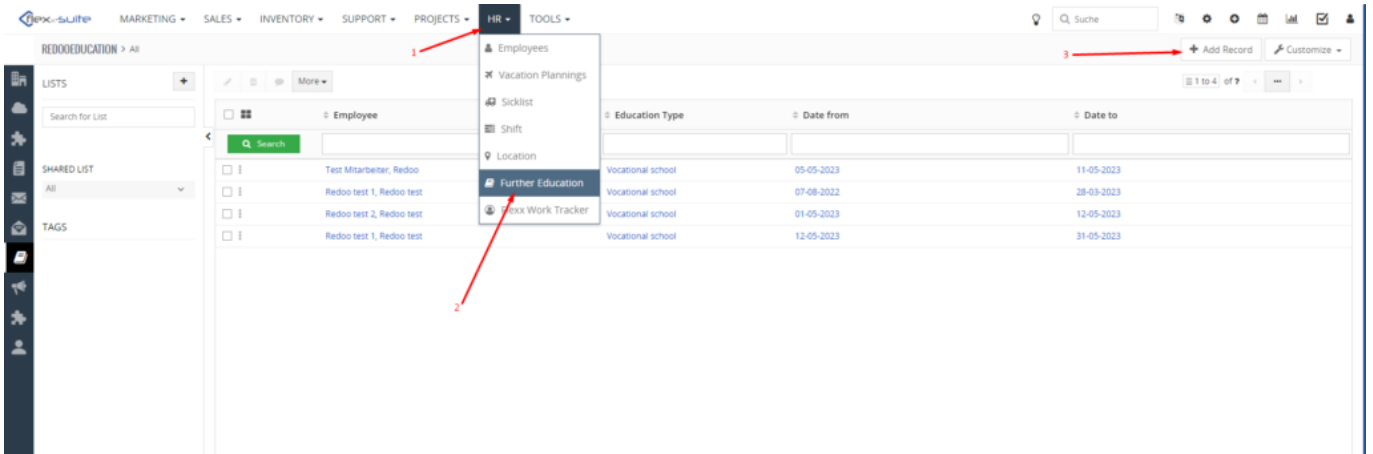 flexx-suite MARKETING SALES INVENTORY SUPPORT PROJECTS HR TOOLS Suche
REDOOEDUCATION > All
1
3
Add Record Customize
LISTS
More
1 to 4 of ?
Search for List
Employee Education Type Date from Date to
Search
SHARED LIST
All
TAGS
Test Mitarbeiter, Redoo Vocational school 05-05-2023 11-05-2023
Redoo test 1, Redoo test Vocational school 07-08-2022 28-03-2023
Redoo test 2, Redoo test Vocational school 01-05-2023 12-05-2023
Redoo test 1, Redoo test Vocational school 12-05-2023 31-05-2023
Employees
Vacation Plannings
Sicklist
Shift
Location
Further Education
Flexx Work Tracker
2